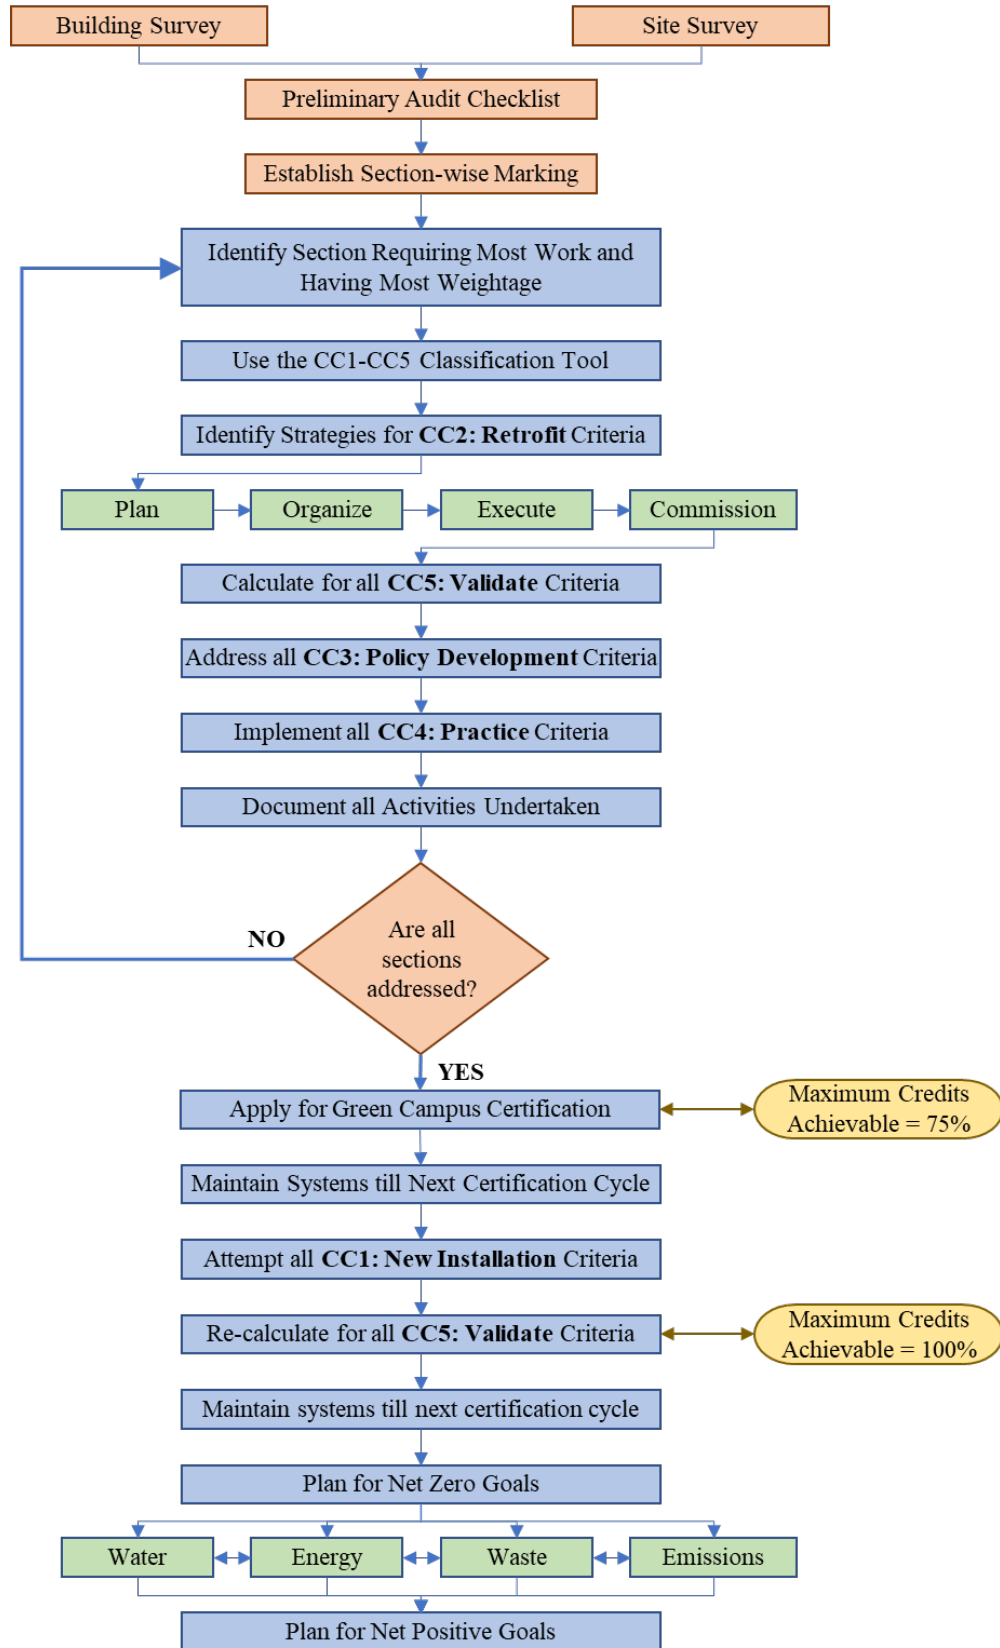 Building Survey
Site Survey
Preliminary Audit Checklist
Establish Section-wise Marking
Identify Section Requiring Most Work and
Having Most Weightage
Use the CC1-CC5 Classification Tool
Identify Strategies for CC2: Retrofit Criteria
Plan
Organize
Execute
Commission
Calculate for all CC5: Validate Criteria
Address all CC3: Policy Development Criteria
Implement all CC4: Practice Criteria
Document all Activities Undertaken
Are all
sections
addressed?
NO
YES
Apply for Green Campus Certification
Maximum Credits
Achievable = 75%
Maintain Systems till Next Certification Cycle
Attempt all CC1: New Installation Criteria
Re-calculate for all CC5: Validate Criteria
Maximum Credits
Achievable = 100%
Maintain systems till next certification cycle
Plan for Net Zero Goals
Water
Energy
Waste
Emissions
Plan for Net Positive Goals